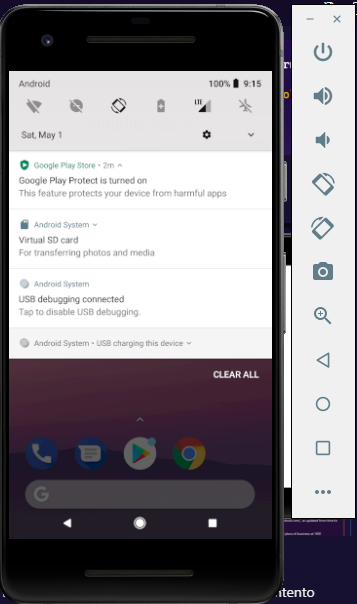 Android 100% 9:15
LTE
Sat, May 1
Google Play Store • 2m
Google Play Protect is turned on
This feature protects your device from harmful apps
Android System
Virtual SD card
For transferring photos and media
Android System
USB debugging connected
Tap to disable USB debugging.
Android System • USB charging this device
CLEAR ALL
G
ntento